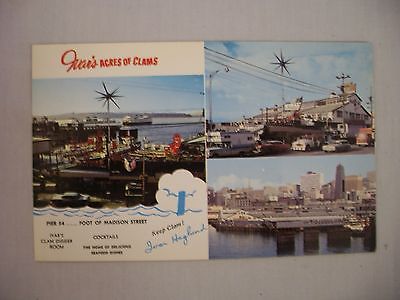 Ivar's ACRES OF CLAMS
PIER 54 .... FOOT OF MADISON STREET
IVAR'S
CLAM DIGGER
ROOM
COCKTAILS
THE HOME OF DELICIOUS
SEAFOOD DISHES
Keep Clam!
Ivar Haglund